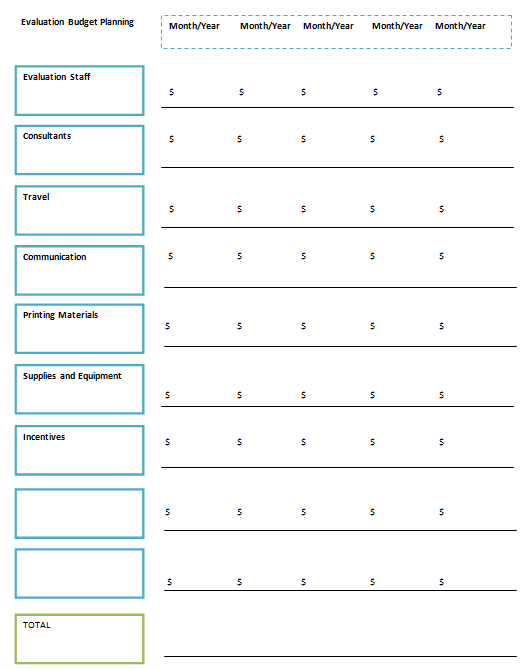 Evaluation Budget Planning Month/Year Month/Year Month/Year Month/Year Month/Year
Evaluation Staff $ $ $ $ $
Consultants $ $ $ $ $
Travel $ $ $ $ $
Communication $ $ $ $ $
Printing Materials $ $ $ $ $
Supplies and Equipment $ $ $ $ $
Incentives $ $ $ $ $
$ $ $ $ $
$ $ $ $ $
TOTAL